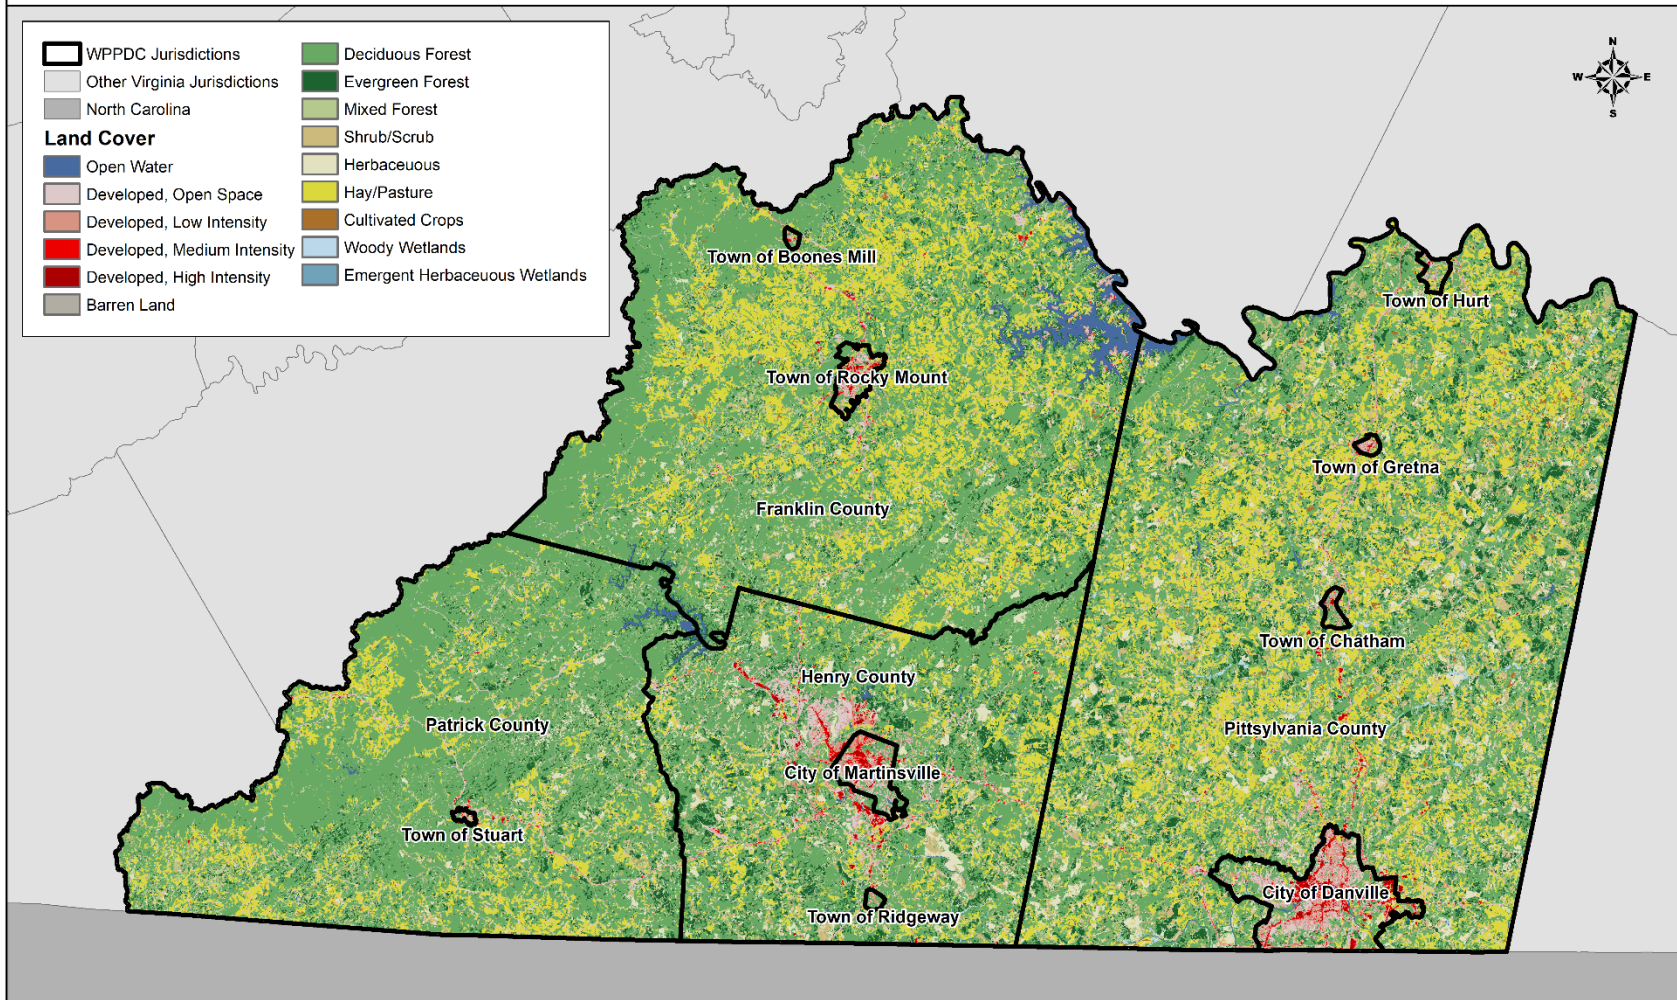 WPPDC Jurisdictions
Other Virginia Jurisdictions
North Carolina
Land Cover
Open Water
Developed, Open Space
Developed, Low Intensity
Developed, Medium Intensity
Developed, High Intensity
Barren Land
Deciduous Forest
Evergreen Forest
Mixed Forest
Shrub/Scrub
Herbaceous
Hay/Pasture
Cultivated Crops
Woody Wetlands
Emergent Herbaceuous Wetlands
N
W
E
S
Town of Boones Mill
Town of Hurt
Town of Rocky Mount
Town of Gretna
Franklin County
Town of Chatham
Henry County
Patrick County
Pittsylvania County
City of Martinsville
Town of Stuart
City of Danville
Town of Ridgeway